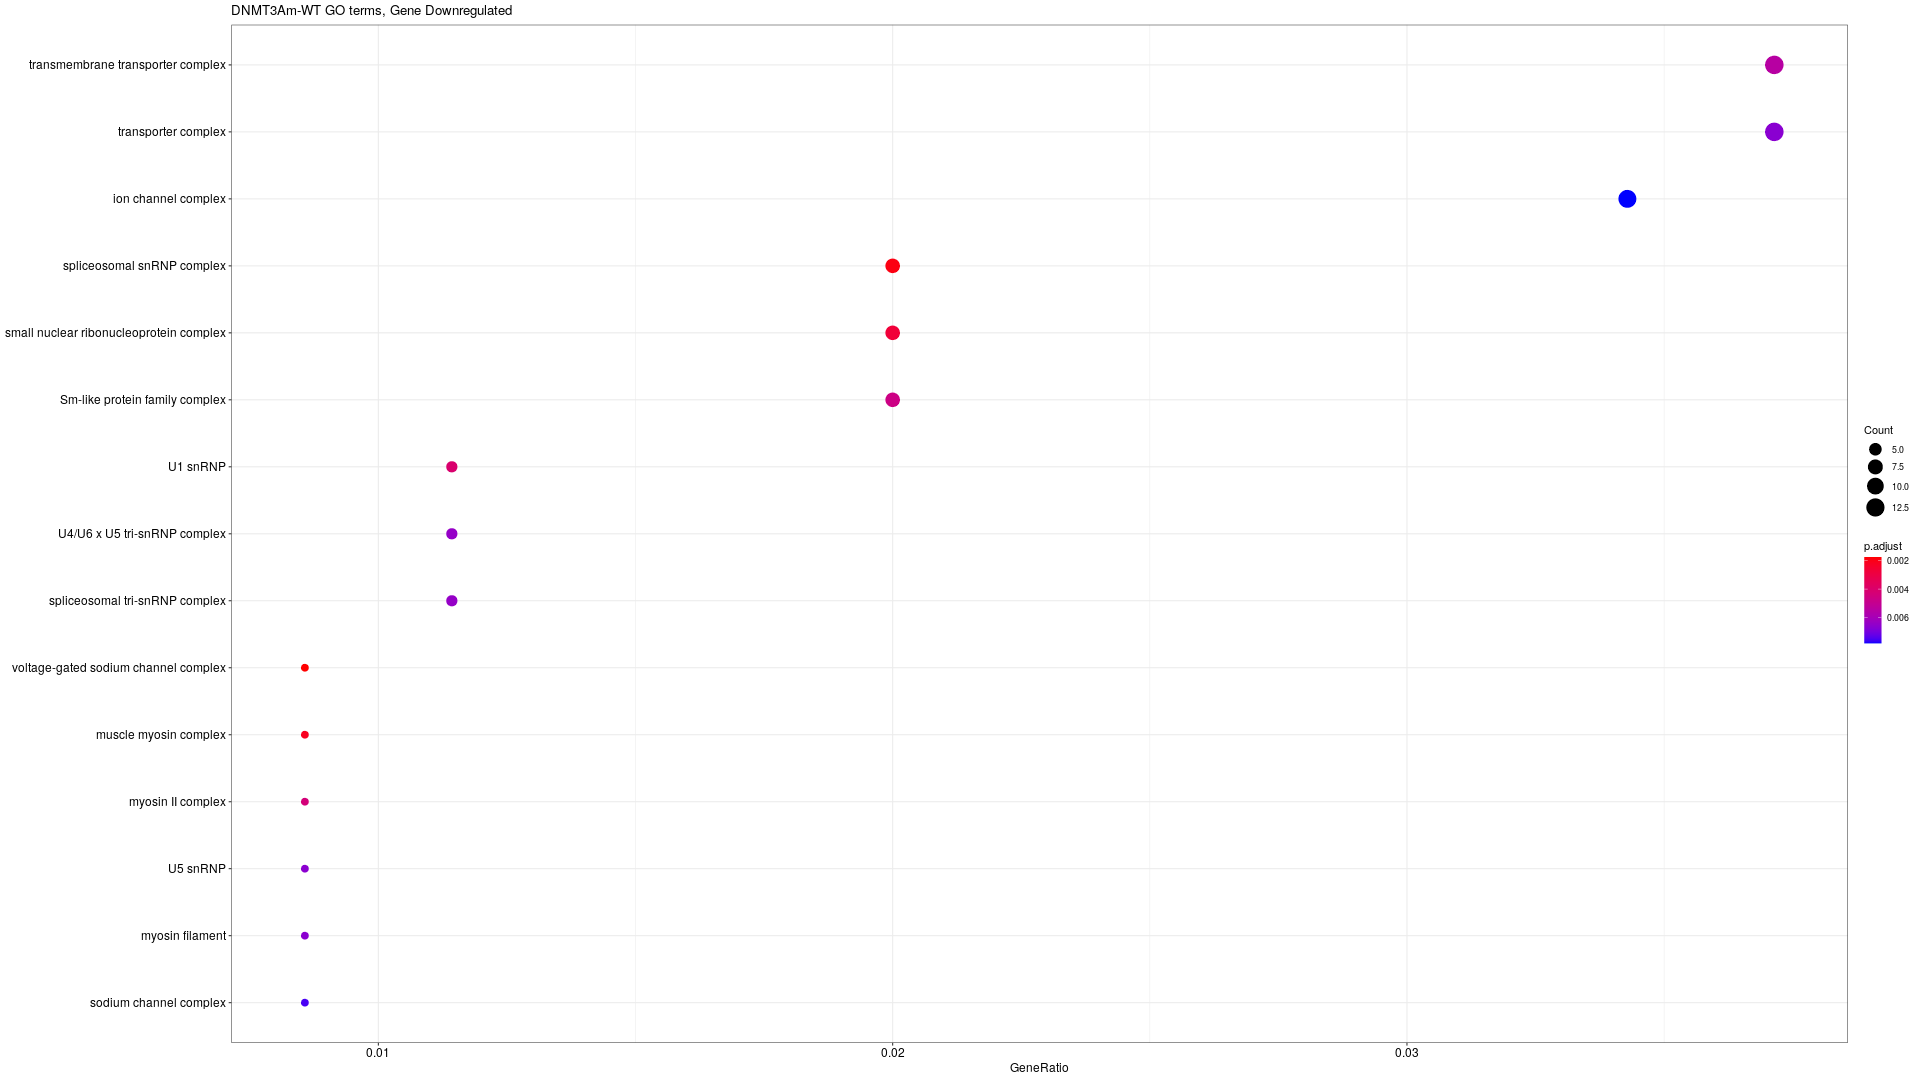 DNMT3Am-WT GO terms, Gene Downregulated
transmembrane transporter complex
transporter complex
ion channel complex
spliceosomal snRNP complex
small nuclear ribonucleoprotein complex
Sm-like protein family complex
U1 snRNP
U4/U6 x U5 tri-snRNP complex
spliceosomal tri-snRNP complex
voltage-gated sodium channel complex
muscle myosin complex
myosin II complex
U5 snRNP
myosin filament
sodium channel complex
0.01 0.02 0.03
GeneRatio
Count
5.0
7.5
10.0
12.5
p.adjust
0.002
0.004
0.006